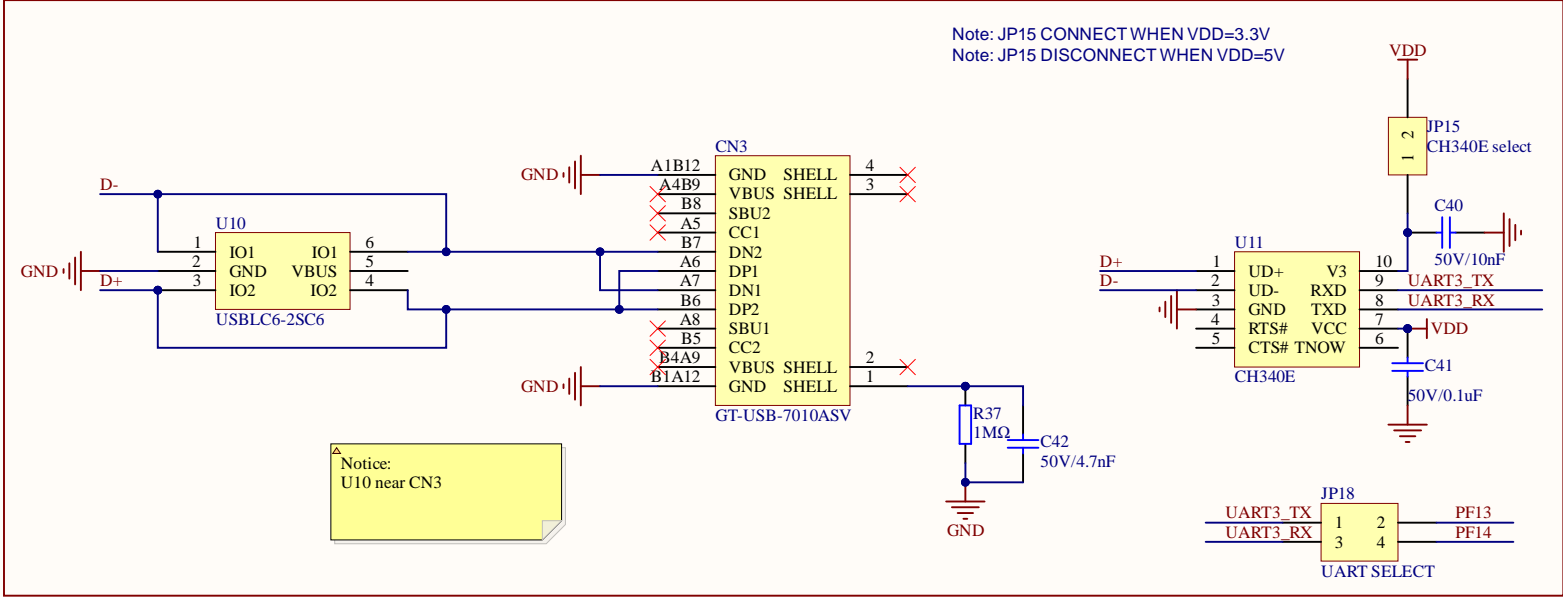 Note: JP15 CONNECT WHEN VDD=3.3V
Note: JP15 DISCONNECT WHEN VDD=5V
D-
GND
D+
U10
1 IO1 IO1 6
2 GND VBUS 5
3 IO2 IO2 4
USBLC6-2SC6
CN3
GND
A1B12 GND SHELL 4
A4B9 VBUS SHELL 3
B8 SBU2
A5 CC1
B7 DN2
A6 DP1
A7 DN1
B6 DP2
A8 SBU1
B5 CC2
B4A9 VBUS SHELL 2
B1A12 GND SHELL 1
GND
GT-USB-7010ASV
R37
1MΩ
C42
50V/4.7nF
GND
Notice:
U10 near CN3
VDD
JP15
CH340E select
1 2
C40
50V/10nF
U11
D+ 1 UD+ V3 10
D- 2 UD- RXD 9 UART3_TX
3 GND TXD 8 UART3_RX
4 RTS# VCC 7 VDD
5 CTS# TNOW 6
CH340E
C41
50V/0.1uF
JP18
UART3_TX 1 2 PF13
UART3_RX 3 4 PF14
UART SELECT